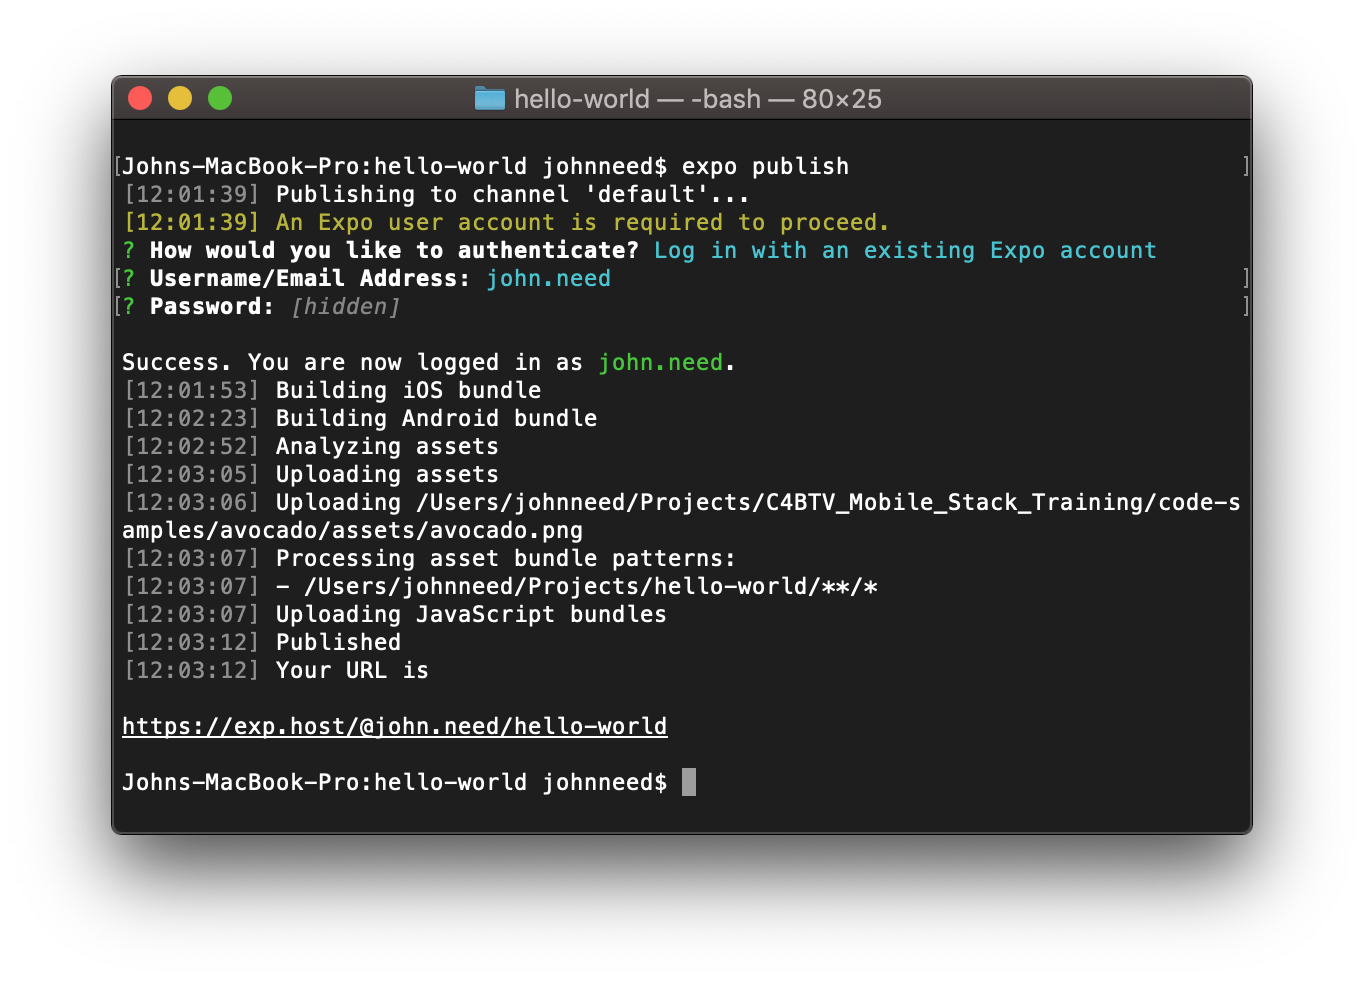 hello-world — -bash — 80×25
[Johns-MacBook-Pro:hello-world johnneed$ expo publish ]
[12:01:39] Publishing to channel 'default'...
[12:01:39] An Expo user account is required to proceed.
? How would you like to authenticate? Log in with an existing Expo account
[? Username/Email Address: john.need ]
[? Password: [hidden] ]
Success. You are now logged in as john.need.
[12:01:53] Building iOS bundle
[12:02:23] Building Android bundle
[12:02:52] Analyzing assets
[12:03:05] Uploading assets
[12:03:06] Uploading /Users/johnneed/Projects/C4BTV_Mobile_Stack_Training/code-s
amples/avocado/assets/avocado.png
[12:03:07] Processing asset bundle patterns:
[12:03:07] - /Users/johnneed/Projects/hello-world/**/*
[12:03:07] Uploading JavaScript bundles
[12:03:12] Published
[12:03:12] Your URL is
https://exp.host/@john.need/hello-world
Johns-MacBook-Pro:hello-world johnneed$